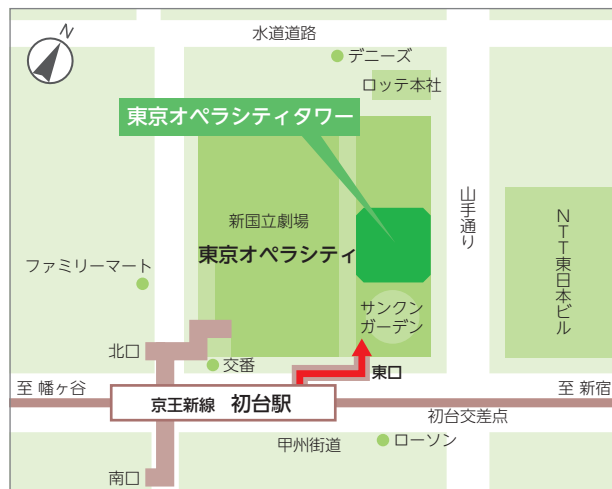 N
水道道路
デニーズ
ロッテ本社
東京オペラシティタワー
山手通り
新国立劇場
東京オペラシティ
NTT東日本ビル
ファミリーマート
サンクン
ガーデン
北口
交番
東口
至 幡ヶ谷
至 新宿
京王新線 初台駅
初台交差点
甲州街道
ローソン
南口